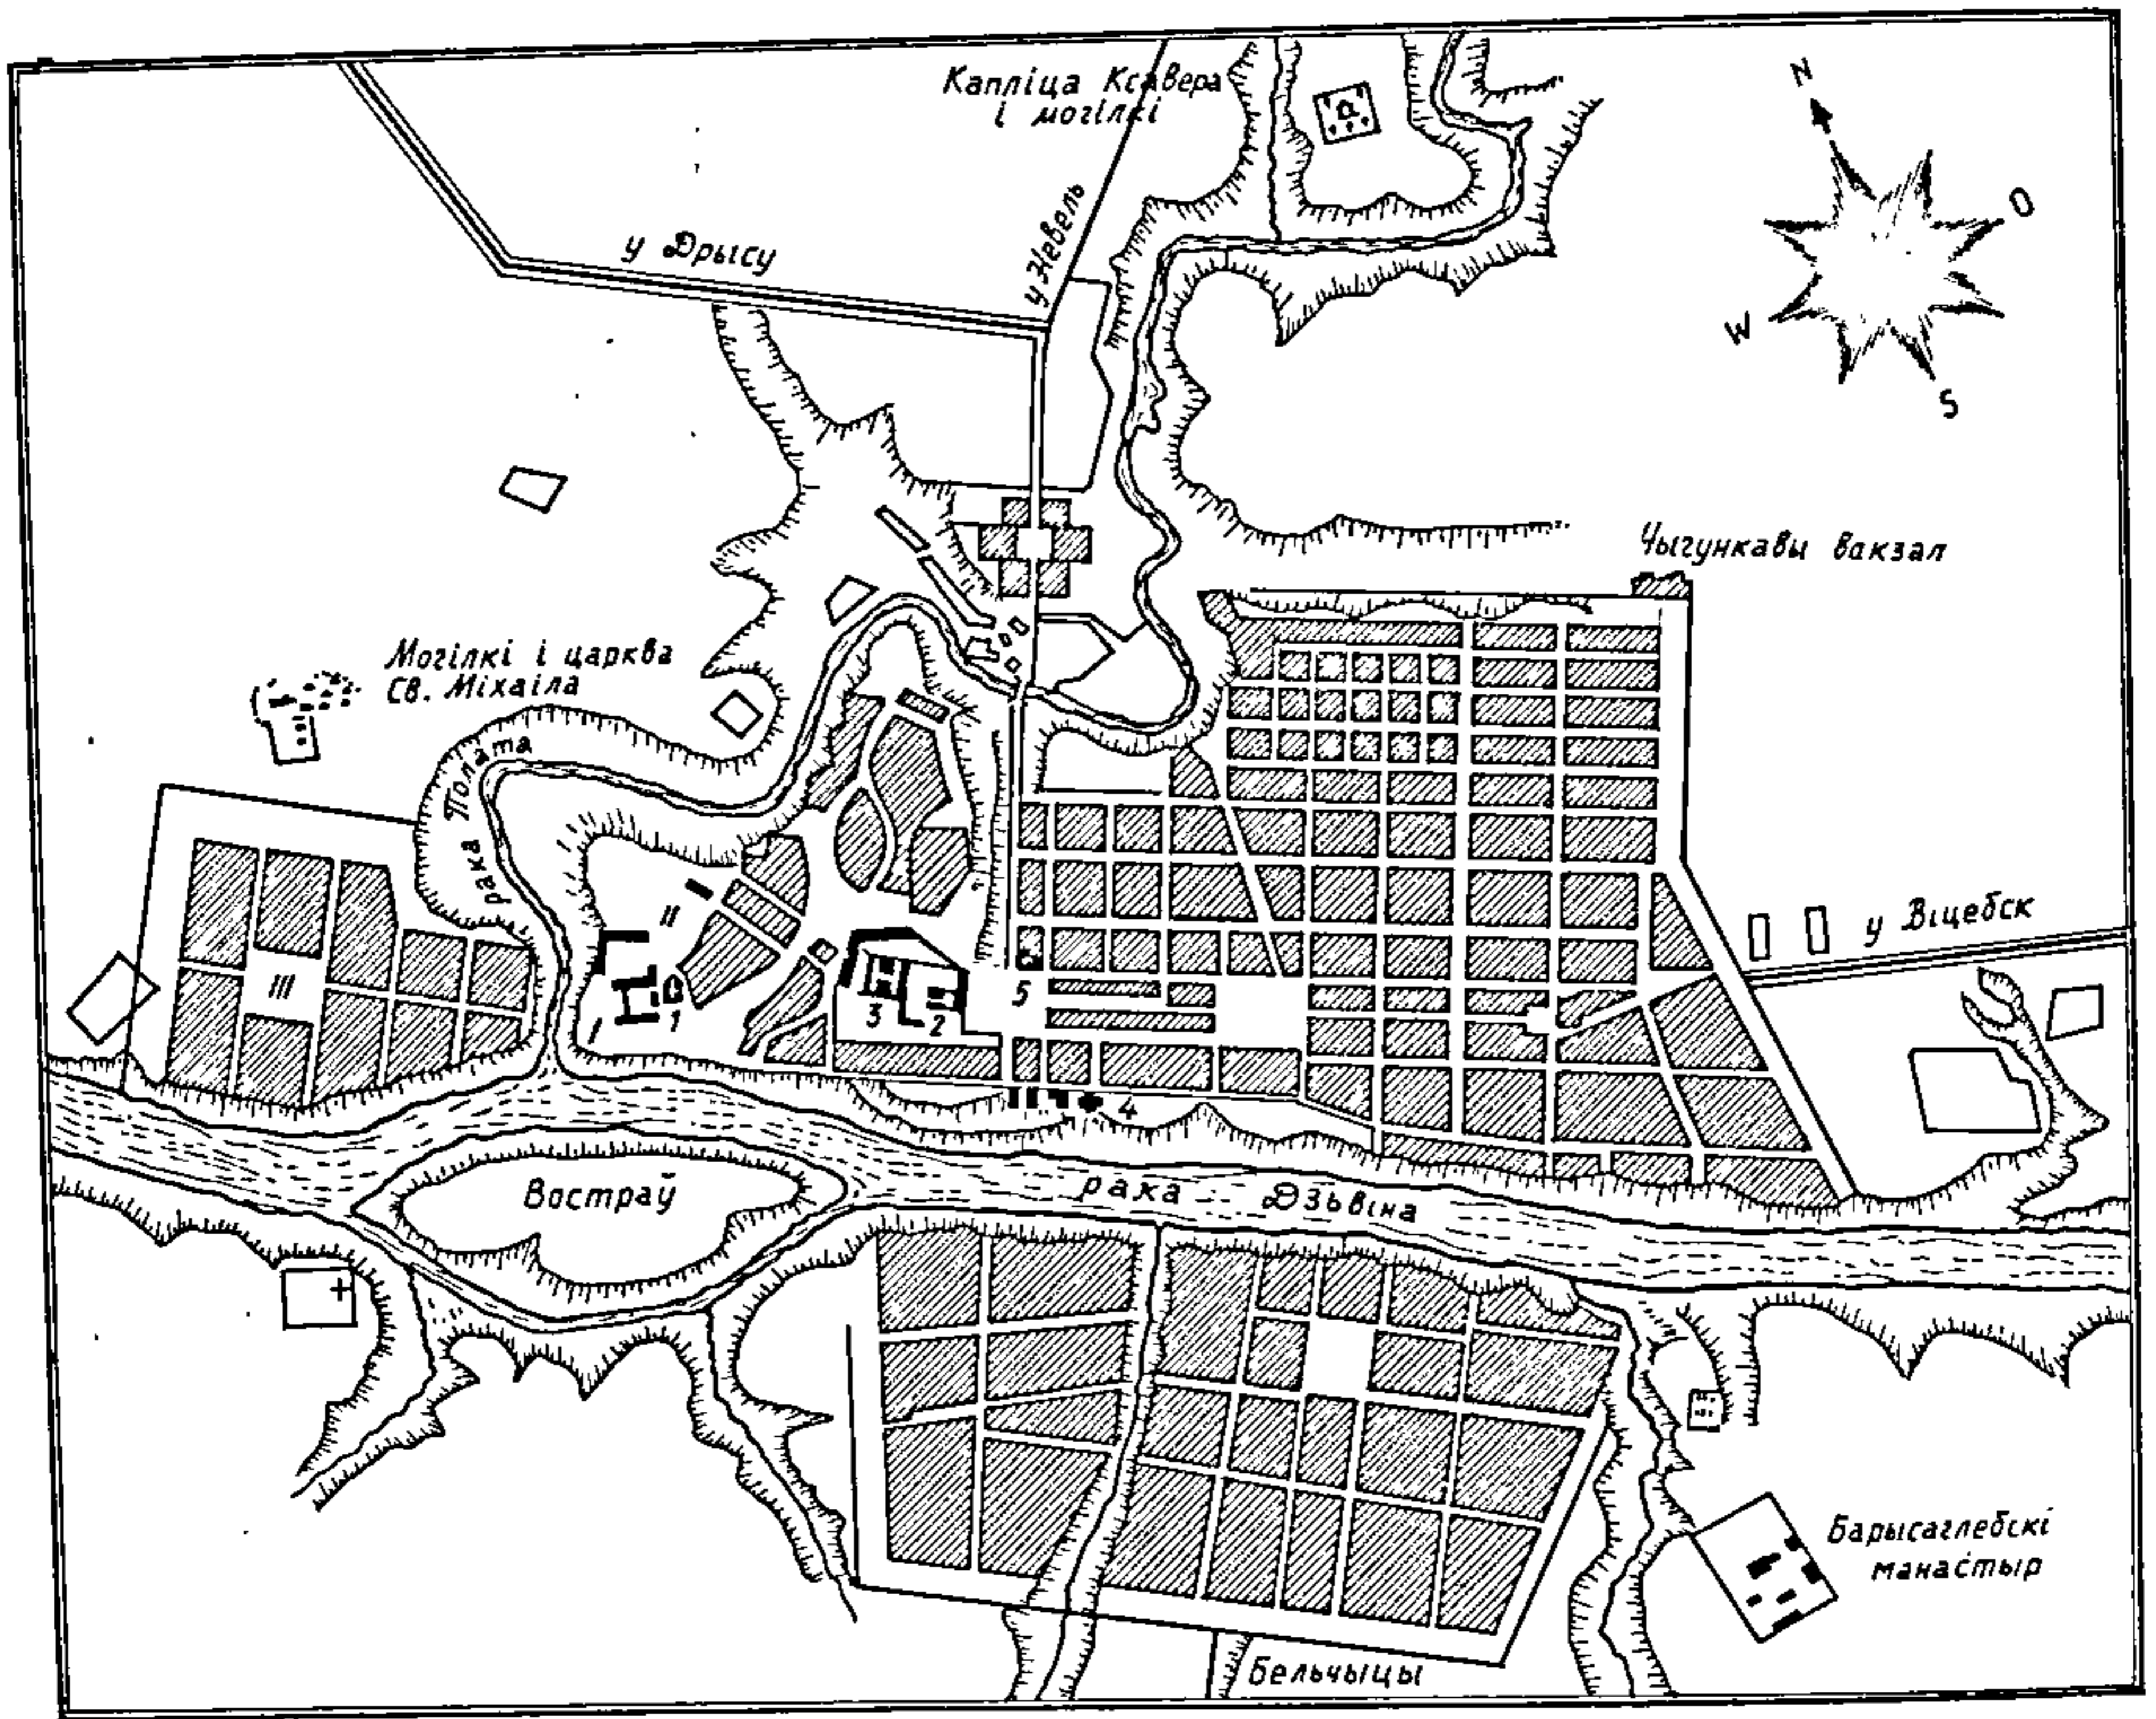 Капліца Ксавера
і могілкі
N
O
W
S
у Дрысу
у Невель
Чыгункавы вакзал
Могілкі і царква
Св. Міхаіла
рака Полата
у Віцебск
II
III
I
1
3
2
5
4
Востраў
рака Дзьвіна
Барысаглебскі
манастыр
Бельчыцы